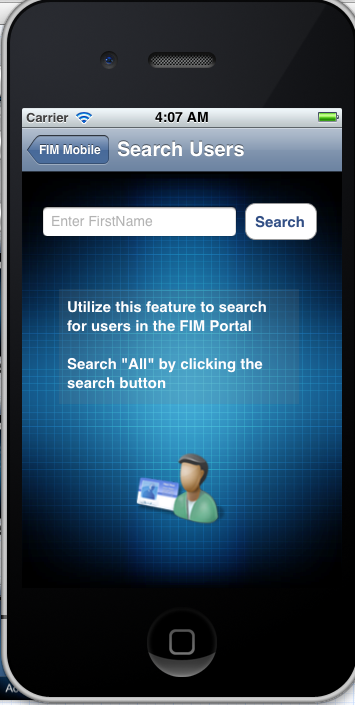 Carrier 4:07 AM
FIM Mobile Search Users
Enter FirstName Search
Utilize this feature to search
for users in the FIM Portal
Search "All" by clicking the
search button